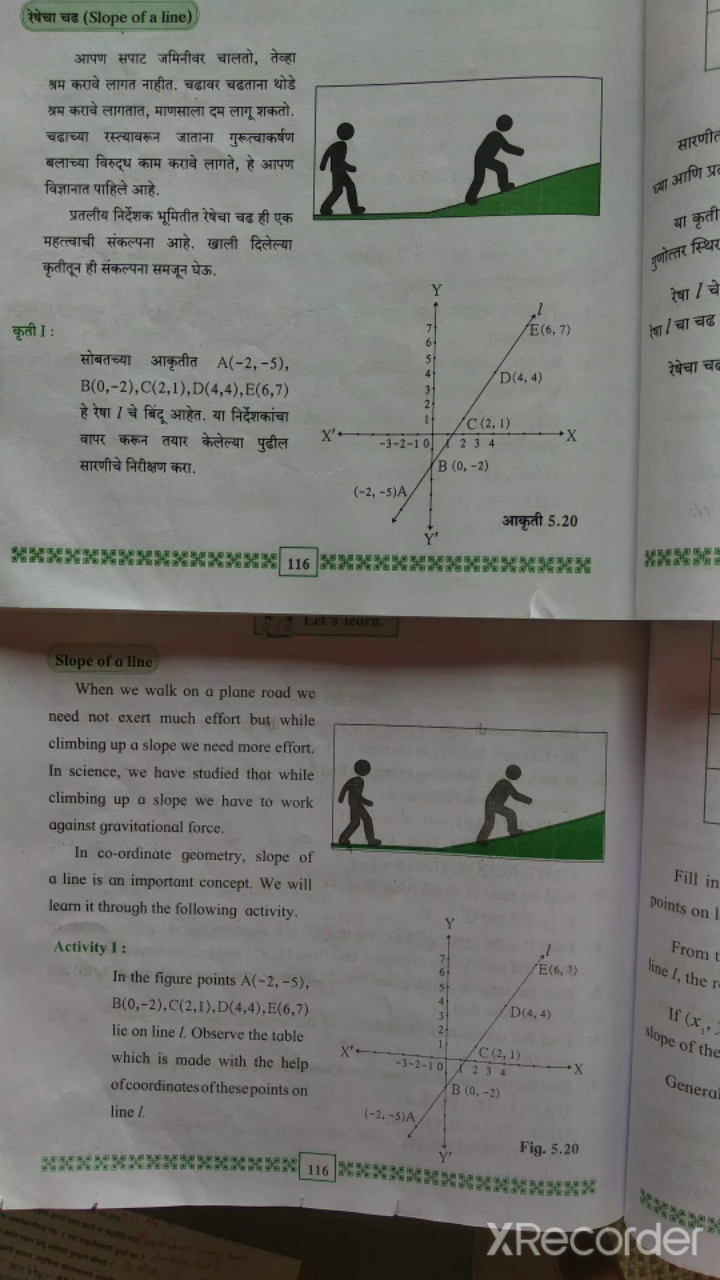 रेषेचा चढ (Slope of a line)
आपण सपाट जमिनीवर चालतो, तेव्हा
श्रम करावे लागत नाहीत. चढावर चढताना थोडे
श्रम करावे लागतात, माणसाला दम लागू शकतो.
चढाच्या रस्त्यावरून जाताना गुरूत्वाकर्षण
बलाच्या विरुद्ध काम करावे लागते, हे आपण
विज्ञानात पाहिले आहे.
प्रतलीय निर्देशक भूमितीत रेषेचा चढ ही एक
महत्त्वाची संकल्पना आहे. खाली दिलेल्या
कृतीतून ही संकल्पना समजून घेऊ.
कृती I :
सोबतच्या आकृतीत A(-2, -5),
B(0,-2),C(2,1),D(4,4),E(6,7)
हे रेषा l चे बिंदू आहेत. या निर्देशकांचा
वापर करून तयार केलेल्या पुढील
सारणीचे निरीक्षण करा.
Y
l
7
E(6, 7)
6
5
4
D(4, 4)
3
2
1
C (2, 1)
X′
X
-3 -2 -1 0 1 2 3 4
B (0, -2)
(-2, -5)A
Y′
आकृती 5.20
116
सारणीत
घ्या आणि प्र
या कृती
गुणोत्तर स्थिर
रेषा l चे
रेषा l चा चढ
रेषेचा चढ
Let's learn.
Slope of a line
When we walk on a plane road we
need not exert much effort but while
climbing up a slope we need more effort.
In science, we have studied that while
climbing up a slope we have to work
against gravitational force.
In co-ordinate geometry, slope of
a line is an important concept. We will
learn it through the following activity.
Activity I :
In the figure points A(-2, -5),
B(0,-2),C(2,1),D(4,4),E(6,7)
lie on line l. Observe the table
which is made with the help
of coordinates of these points on
line l.
Y
l
7
E(6, 7)
6
5
4
D(4, 4)
3
2
1
C (2, 1)
X′
X
-3 -2 -1 0 1 2 3 4
B (0, -2)
(-2, -5)A
Y′
Fig. 5.20
116
Fill in
points on l
From t
line l, the r
If (x₁,
slope of the
General
XRecorder